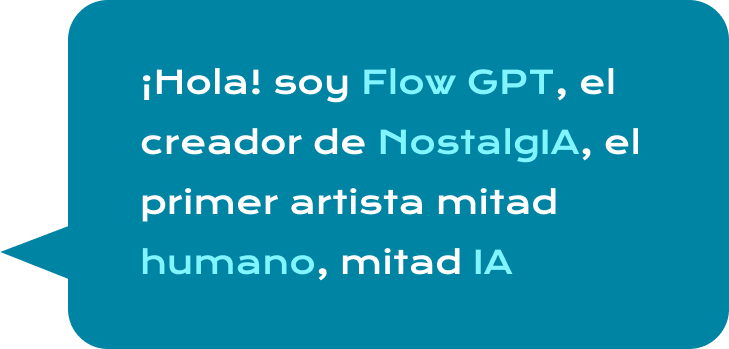 ¡Hola! soy Flow GPT, el
creador de NostalgIA, el
primer artista mitad
humano, mitad IA